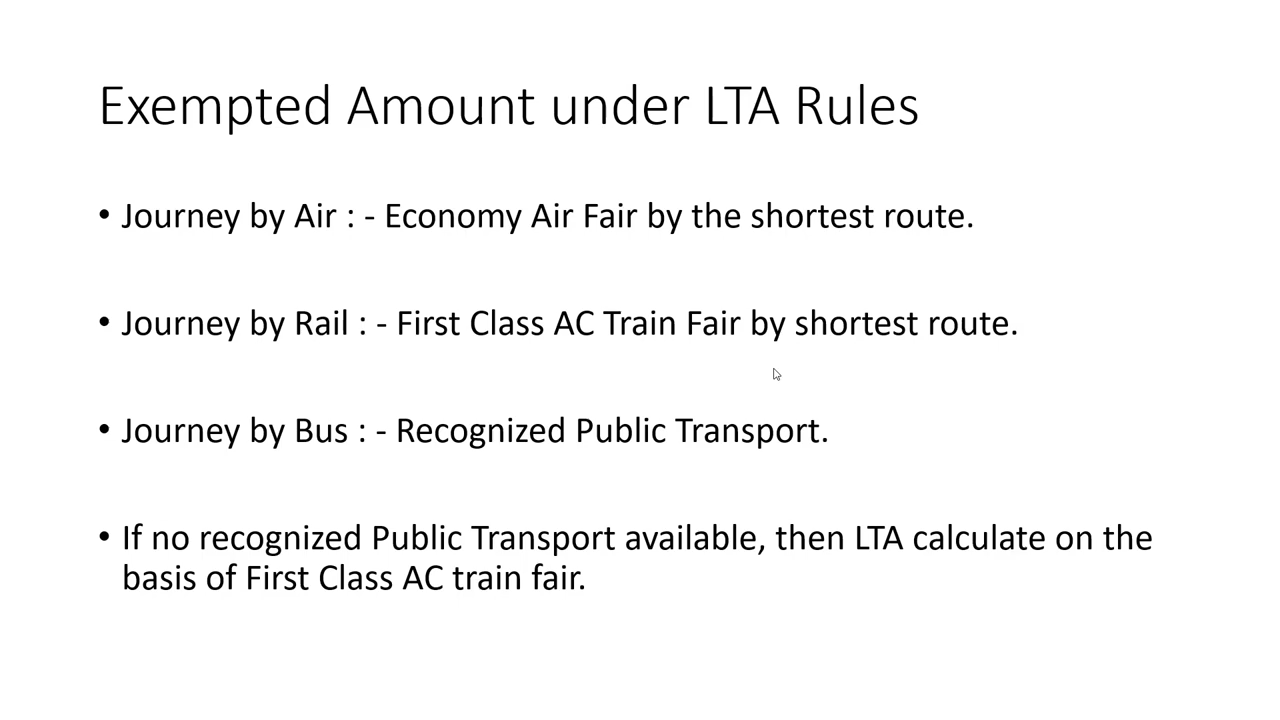 Exempted Amount under LTA Rules
• Journey by Air : - Economy Air Fair by the shortest route.
• Journey by Rail : - First Class AC Train Fair by shortest route.
• Journey by Bus : - Recognized Public Transport.
• If no recognized Public Transport available, then LTA calculate on the
basis of First Class AC train fair.